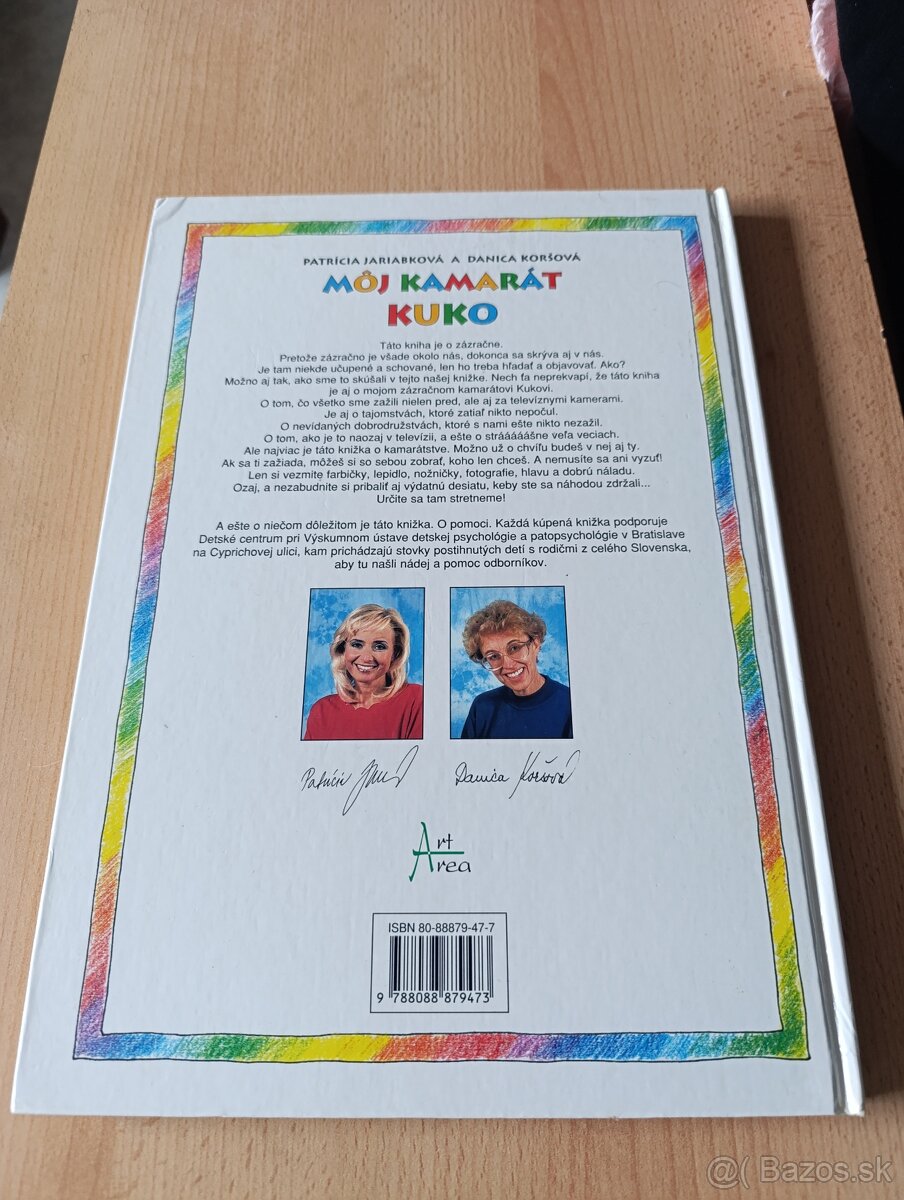 PATRÍCIA JARIABKOVÁ A DANICA KORŠOVÁ
MÔJ KAMARÁT
KUKO
Táto kniha je o zázračne.
Pretože zázračno je všade okolo nás, dokonca sa skrýva aj v nás.
Je tam niekde učupené a schované, len ho treba hľadať a objavovať. Ako?
Možno aj tak, ako sme to skúšali v tejto našej knižke. Nech ťa neprekvapí, že táto kniha
je aj o mojom zázračnom kamarátovi Kukovi.
O tom, čo všetko sme zažili nielen pred, ale aj za televíznymi kamerami.
Je aj o tajomstvách, ktoré zatiaľ nikto nepočul.
O nevídaných dobrodružstvách, ktoré s nami ešte nikto nezažil.
O tom, ako je to naozaj v televízii, a ešte o strááááášne veľa veciach.
Ale najviac je táto knižka o kamarátstve. Možno už o chvíľu budeš v nej aj ty.
Ak sa ti zažiada, môžeš si so sebou zobrať, koho len chceš. A nemusíte sa ani vyzuť!
Len si vezmite farbičky, lepidlo, nožničky, fotografie, hlavu a dobrú náladu.
Ozaj, a nezabudnite si pribaliť aj výdatnú desiatu, keby ste sa náhodou zdržali...
Určite sa tam stretneme!
A ešte o niečom dôležitom je táto knižka. O pomoci. Každá kúpená knižka podporuje
Detské centrum pri Výskumnom ústave detskej psychológie a patopsychológie v Bratislave
na Cyprichovej ulici, kam prichádzajú stovky postihnutých detí s rodičmi z celého Slovenska,
aby tu našli nádej a pomoc odborníkov.
Danica Koršová
Art
Area
ISBN 80-88879-47-7
9 788088 879473
@( Bazos.sk